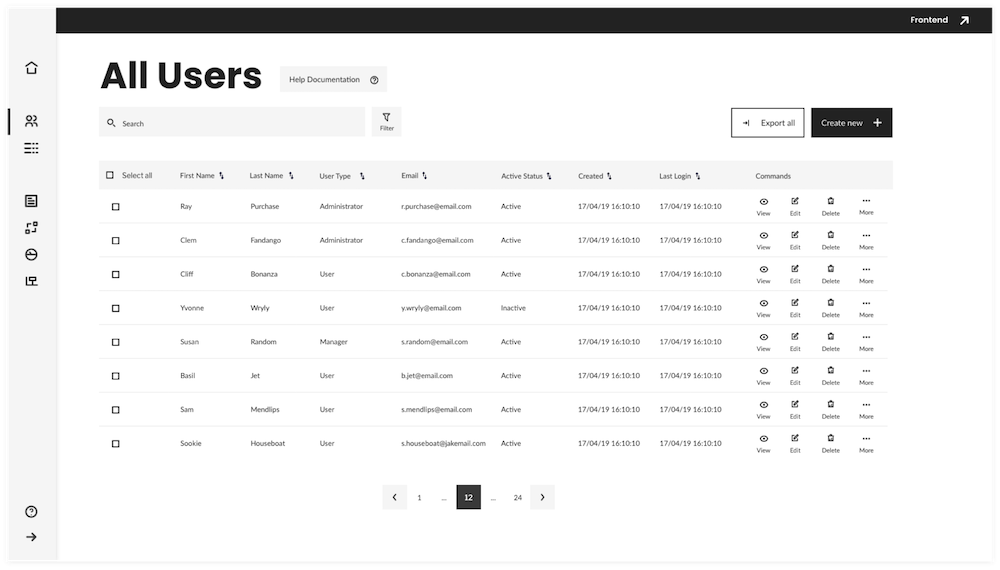 Frontend
All Users
Help Documentation
Search
Filter
Export all
Create new
Select all First Name Last Name User Type Email Active Status Created Last Login Commands
Ray Purchase Administrator r.purchase@email.com Active 17/04/19 16:10:10 17/04/19 16:10:10 View Edit Delete More
Clem Fandango Administrator c.fandango@email.com Active 17/04/19 16:10:10 17/04/19 16:10:10 View Edit Delete More
Cliff Bonanza User c.bonanza@email.com Active 17/04/19 16:10:10 17/04/19 16:10:10 View Edit Delete More
Yvonne Wryly User y.wryly@email.com Inactive 17/04/19 16:10:10 17/04/19 16:10:10 View Edit Delete More
Susan Random Manager s.random@email.com Active 17/04/19 16:10:10 17/04/19 16:10:10 View Edit Delete More
Basil Jet User b.jet@email.com Active 17/04/19 16:10:10 17/04/19 16:10:10 View Edit Delete More
Sam Mendlips User s.mendlips@email.com Active 17/04/19 16:10:10 17/04/19 16:10:10 View Edit Delete More
Sookie Houseboat User s.houseboat@jakemail.com Active 17/04/19 16:10:10 17/04/19 16:10:10 View Edit Delete More
1 ... 12 ... 24